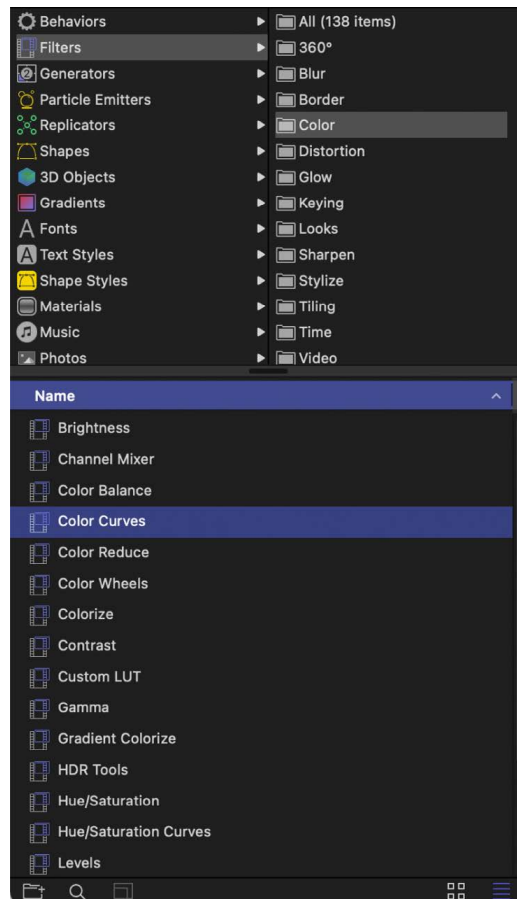 Behaviors
Filters
Generators
Particle Emitters
Replicators
Shapes
3D Objects
Gradients
Fonts
Text Styles
Shape Styles
Materials
Music
Photos
All (138 items)
360°
Blur
Border
Color
Distortion
Glow
Keying
Looks
Sharpen
Stylize
Tiling
Time
Video
Name
Brightness
Channel Mixer
Color Balance
Color Curves
Color Reduce
Color Wheels
Colorize
Contrast
Custom LUT
Gamma
Gradient Colorize
HDR Tools
Hue/Saturation
Hue/Saturation Curves
Levels